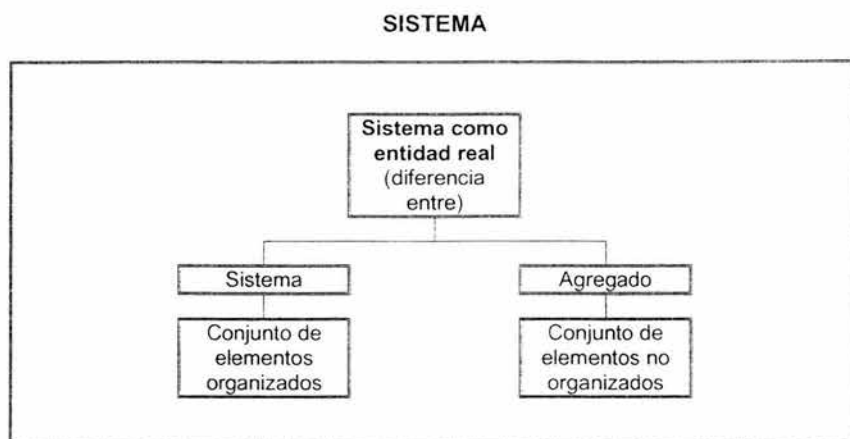 SISTEMA
Sistema como
entidad real
(diferencia
entre)
Sistema
Agregado
Conjunto de
elementos
organizados
Conjunto de
elementos no
organizados